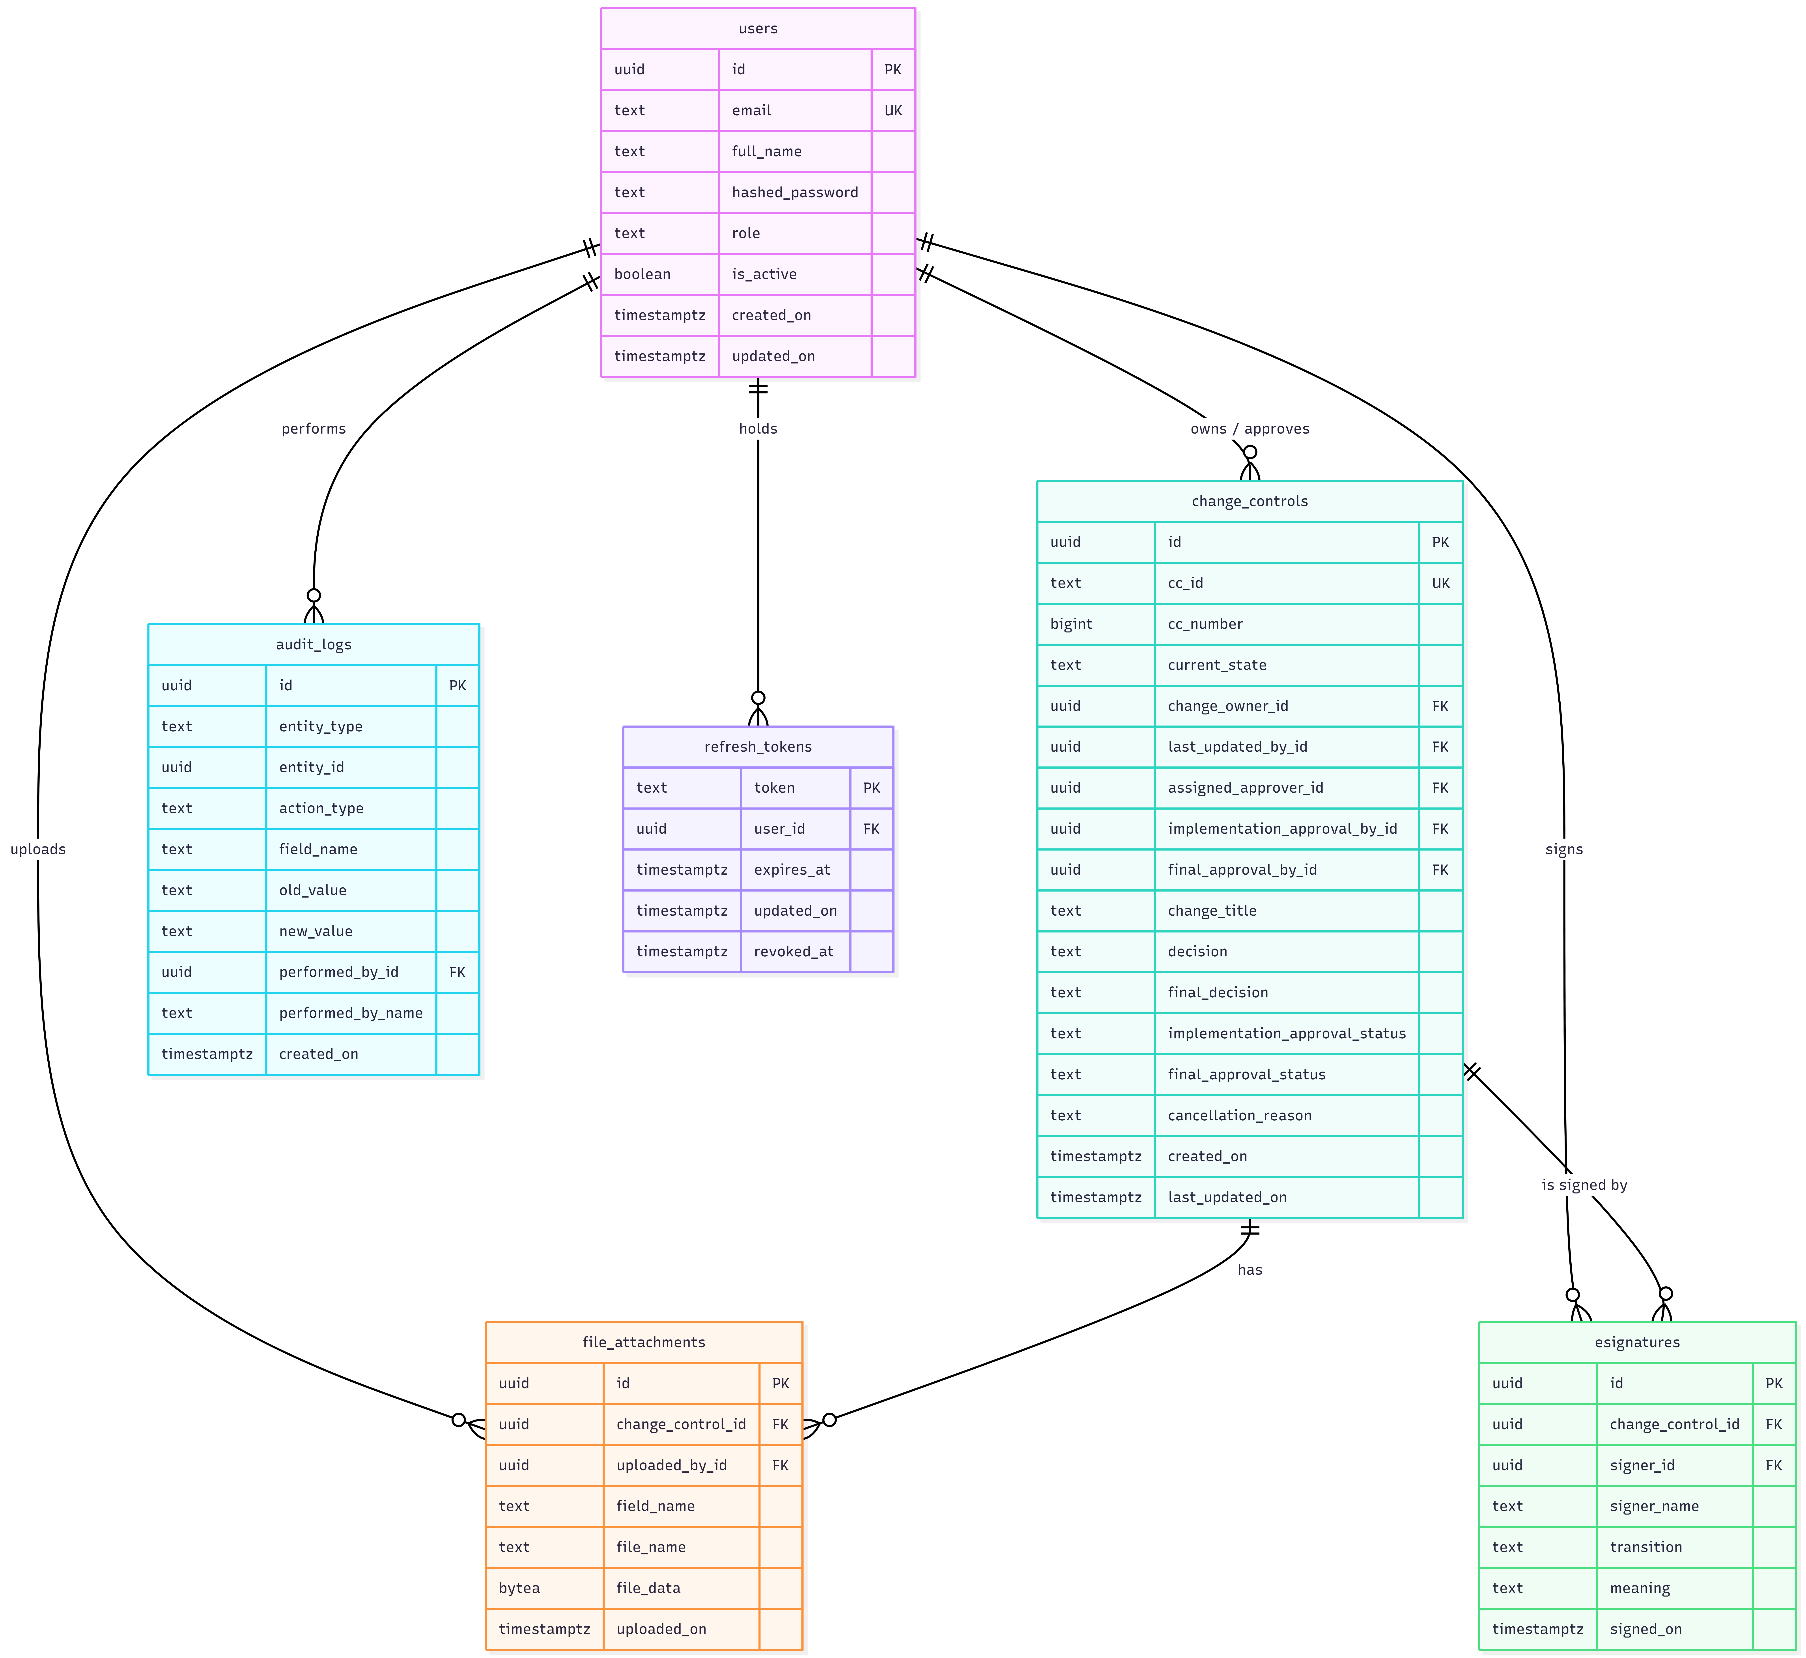 users
uuid id PK
text email UK
text full_name
text hashed_password
text role
boolean is_active
timestamptz created_on
timestamptz updated_on
performs
holds
owns / approves
uploads
signs
is signed by
has
audit_logs
uuid id PK
text entity_type
uuid entity_id
text action_type
text field_name
text old_value
text new_value
uuid performed_by_id FK
text performed_by_name
timestamptz created_on
refresh_tokens
text token PK
uuid user_id FK
timestamptz expires_at
timestamptz updated_on
timestamptz revoked_at
change_controls
uuid id PK
text cc_id UK
bigint cc_number
text current_state
uuid change_owner_id FK
uuid last_updated_by_id FK
uuid assigned_approver_id FK
uuid implementation_approval_by_id FK
uuid final_approval_by_id FK
text change_title
text decision
text final_decision
text implementation_approval_status
text final_approval_status
text cancellation_reason
timestamptz created_on
timestamptz last_updated_on
file_attachments
uuid id PK
uuid change_control_id FK
uuid uploaded_by_id FK
text field_name
text file_name
bytea file_data
timestamptz uploaded_on
esignatures
uuid id PK
uuid change_control_id FK
uuid signer_id FK
text signer_name
text transition
text meaning
timestamptz signed_on